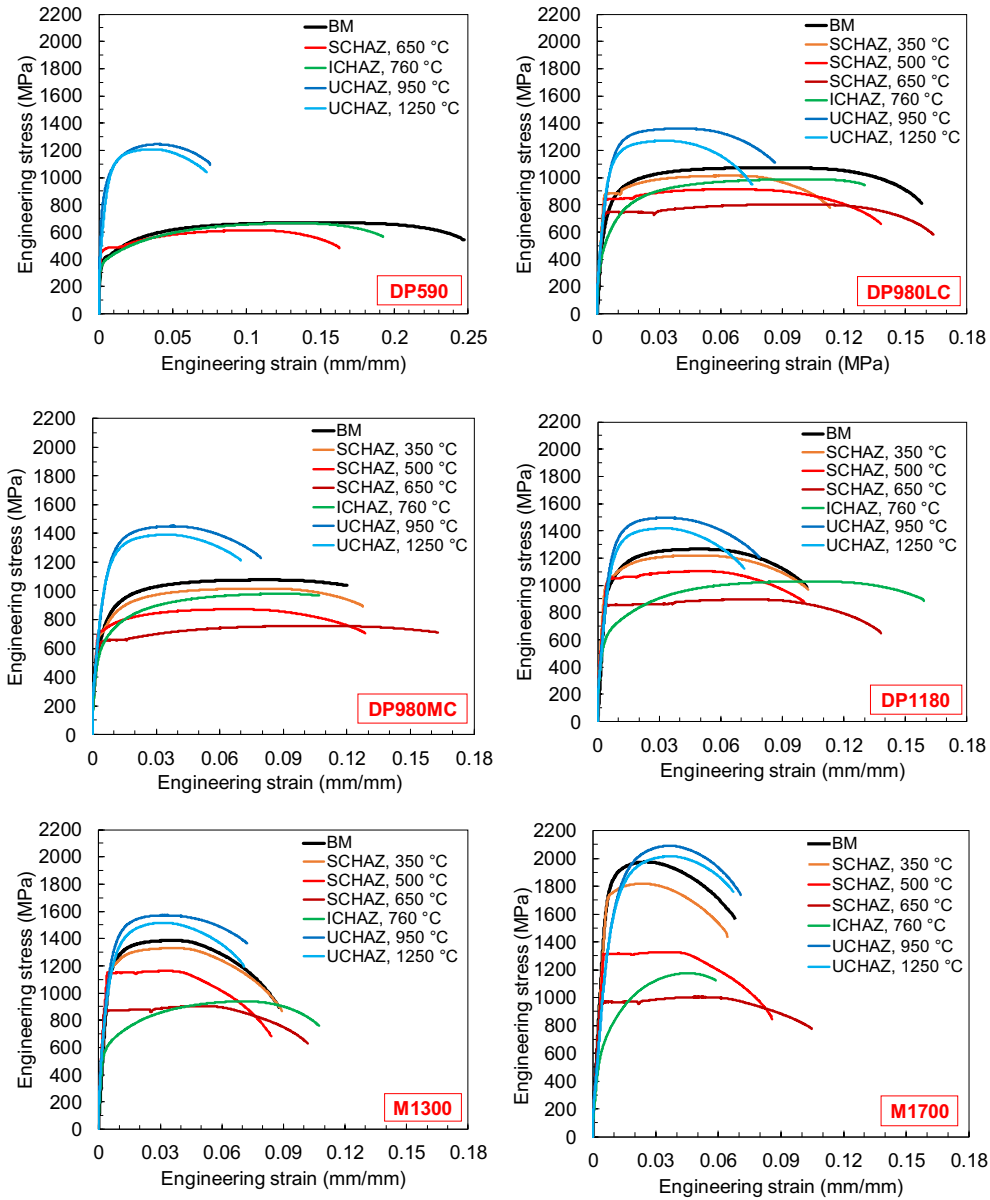 2200
2000
1800
1600
1400
1200
1000
800
600
400
200
0
Engineering stress (MPa)
BM
SCHAZ, 650 °C
ICHAZ, 760 °C
UCHAZ, 950 °C
UCHAZ, 1250 °C
DP590
0 0.05 0.1 0.15 0.2 0.25
Engineering strain (mm/mm)
2200
2000
1800
1600
1400
1200
1000
800
600
400
200
0
Engineering stress (MPa)
BM
SCHAZ, 350 °C
SCHAZ, 500 °C
SCHAZ, 650 °C
ICHAZ, 760 °C
UCHAZ, 950 °C
UCHAZ, 1250 °C
DP980LC
0 0.03 0.06 0.09 0.12 0.15 0.18
Engineering strain (MPa)
2200
2000
1800
1600
1400
1200
1000
800
600
400
200
0
Engineering stress (MPa)
BM
SCHAZ, 350 °C
SCHAZ, 500 °C
SCHAZ, 650 °C
ICHAZ, 760 °C
UCHAZ, 950 °C
UCHAZ, 1250 °C
DP980MC
0 0.03 0.06 0.09 0.12 0.15 0.18
Engineering strain (mm/mm)
2200
2000
1800
1600
1400
1200
1000
800
600
400
200
0
Engineering stress (MPa)
BM
SCHAZ, 350 °C
SCHAZ, 500 °C
SCHAZ, 650 °C
ICHAZ, 760 °C
UCHAZ, 950 °C
UCHAZ, 1250 °C
DP1180
0 0.03 0.06 0.09 0.12 0.15 0.18
Engineering strain (mm/mm)
2200
2000
1800
1600
1400
1200
1000
800
600
400
200
0
Engineering stress (MPa)
BM
SCHAZ, 350 °C
SCHAZ, 500 °C
SCHAZ, 650 °C
ICHAZ, 760 °C
UCHAZ, 950 °C
UCHAZ, 1250 °C
M1300
0 0.03 0.06 0.09 0.12 0.15 0.18
Engineering strain (mm/mm)
2200
2000
1800
1600
1400
1200
1000
800
600
400
200
0
Engineering stress (MPa)
BM
SCHAZ, 350 °C
SCHAZ, 500 °C
SCHAZ, 650 °C
ICHAZ, 760 °C
UCHAZ, 950 °C
UCHAZ, 1250 °C
M1700
0 0.03 0.06 0.09 0.12 0.15 0.18
Engineering strain (mm/mm)